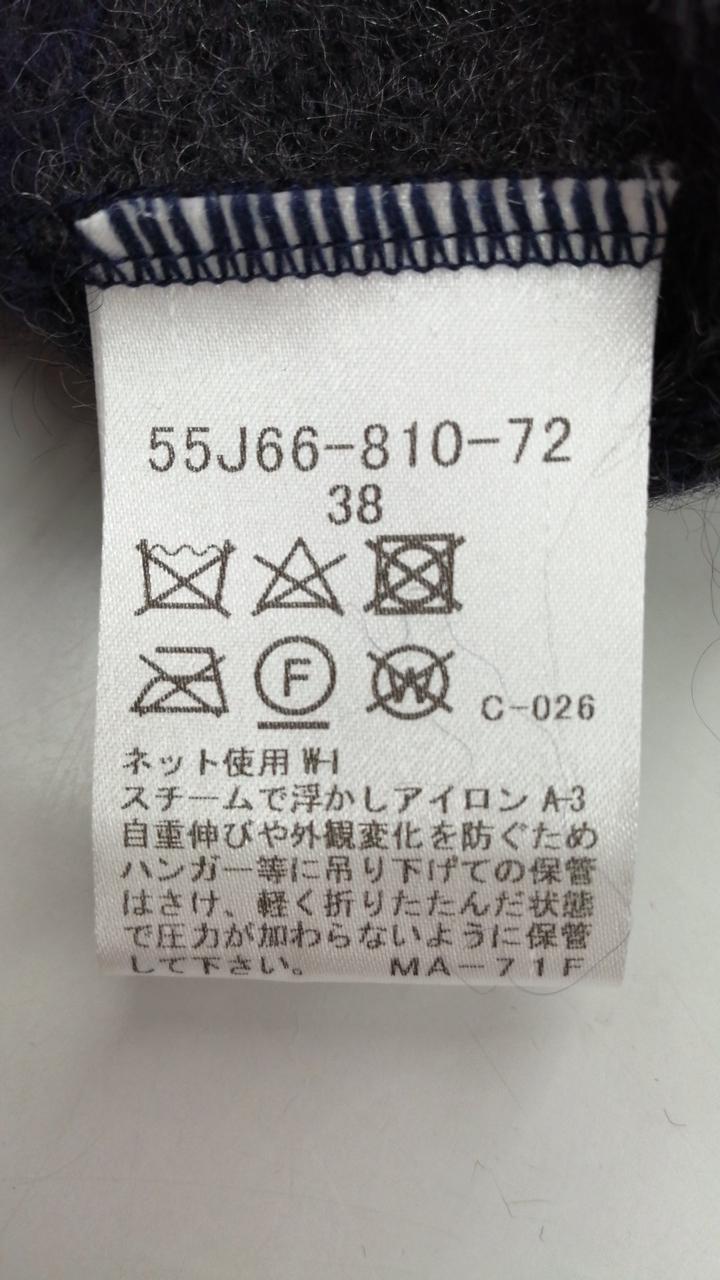 55J66-810-72
38
F
W
C-026
ネット使用 W-1
スチームで浮かしアイロン A-3
自重伸びや外観変化を防ぐため
ハンガー等に吊り下げての保管
はさけ、軽く折りたたんだ状態
で圧力が加わらないように保管
して下さい。 MA-71F